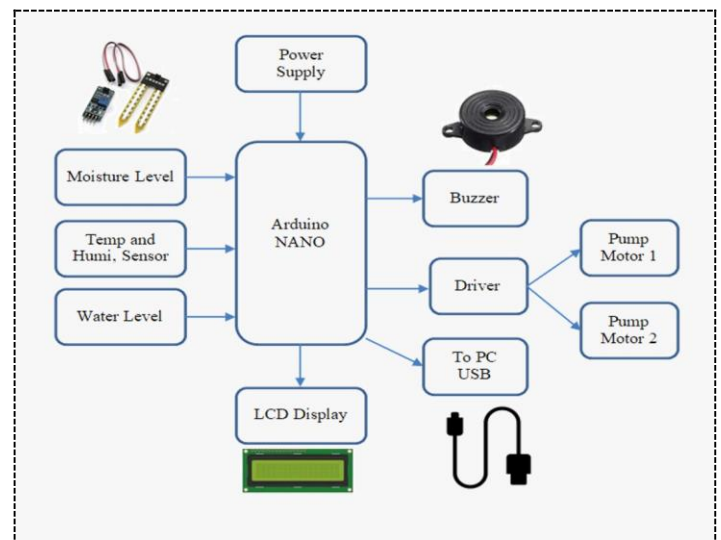 Power
Supply
Moisture Level
Temp and
Humi, Sensor
Water Level
Arduino
NANO
Buzzer
Driver
Pump
Motor 1
Pump
Motor 2
To PC
USB
LCD Display